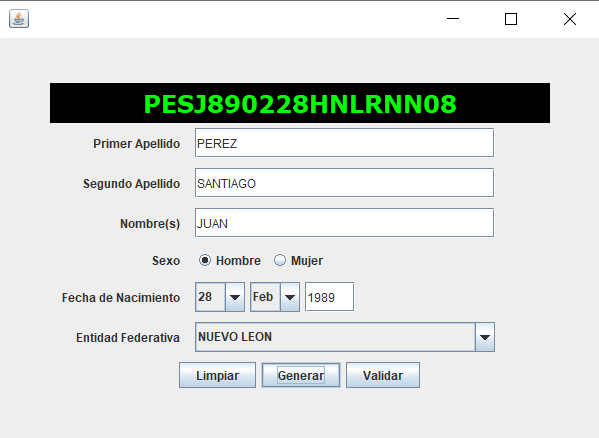 PESJ890228HNLRNN08
Primer Apellido PEREZ
Segundo Apellido SANTIAGO
Nombre(s) JUAN
Sexo Hombre Mujer
Fecha de Nacimiento 28 Feb 1989
Entidad Federativa NUEVO LEON
Limpiar Generar Validar